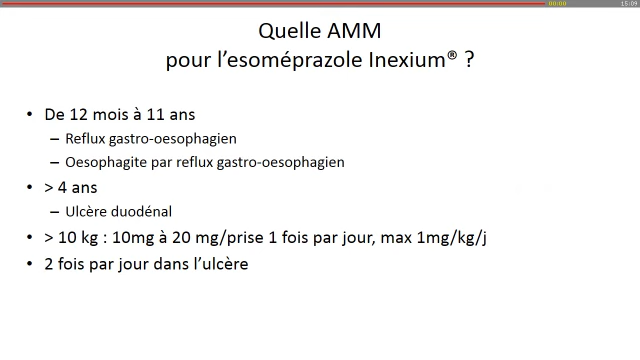 00:00
15:09
Quelle AMM
pour l’esoméprazole Inexium® ?
• De 12 mois à 11 ans
– Reflux gastro-oesophagien
– Oesophagite par reflux gastro-oesophagien
• > 4 ans
– Ulcère duodénal
• > 10 kg : 10mg à 20 mg/prise 1 fois par jour, max 1mg/kg/j
• 2 fois par jour dans l’ulcère